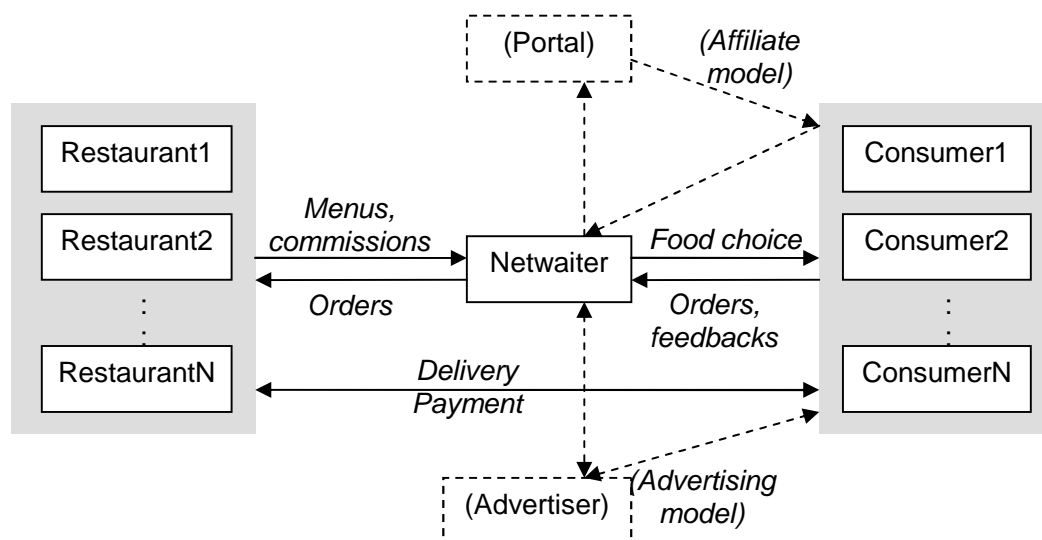 (Portal)
(Affiliate
model)
Restaurant1
Consumer1
Restaurant2
Menus,
commissions
Netwaiter
Food choice
Consumer2
Orders
Orders,
feedbacks
:
:
:
:
RestaurantN
Delivery
Payment
ConsumerN
(Advertiser)
(Advertising
model)